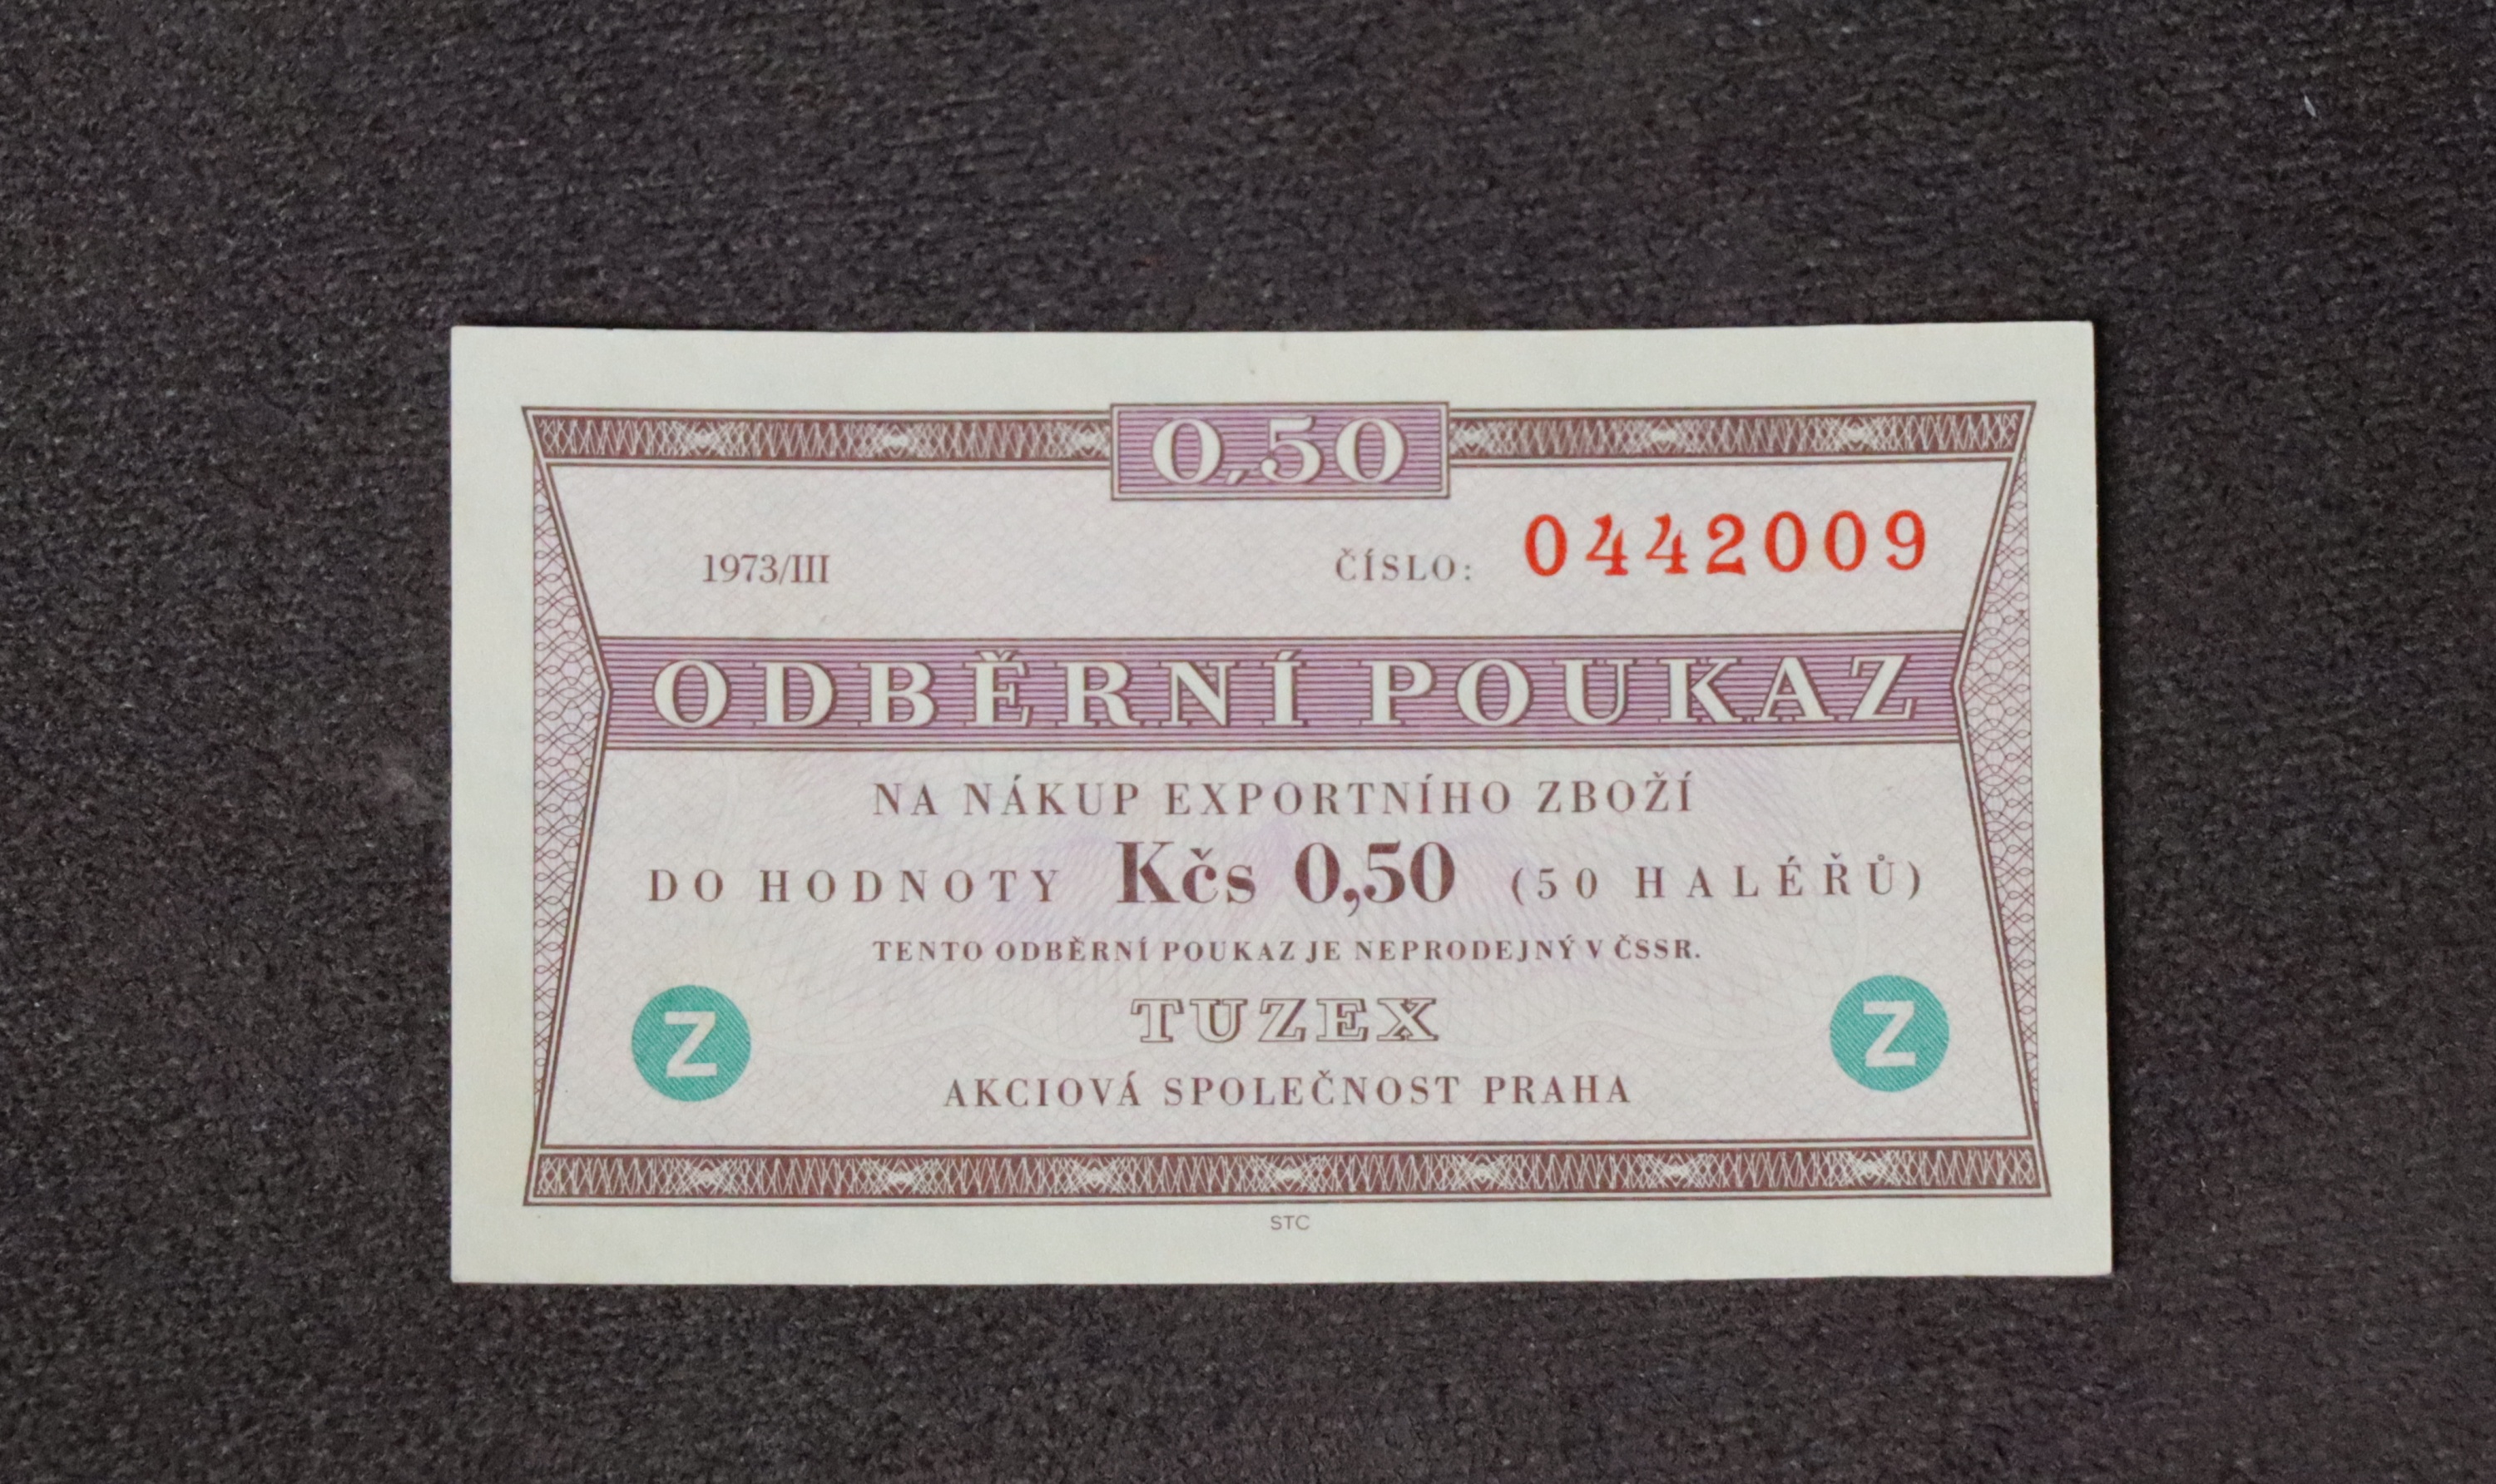 0,50
1973/III ČÍSLO: 0442009
ODBĚRNÍ POUKAZ
NA NÁKUP EXPORTNÍHO ZBOŽÍ
DO HODNOTY Kčs 0,50 (50 HALÉŘŮ)
TENTO ODBĚRNÍ POUKAZ JE NEPRODEJNÝ V ČSSR.
TUZEX
Z Z
AKCIOVÁ SPOLEČNOST PRAHA
STC